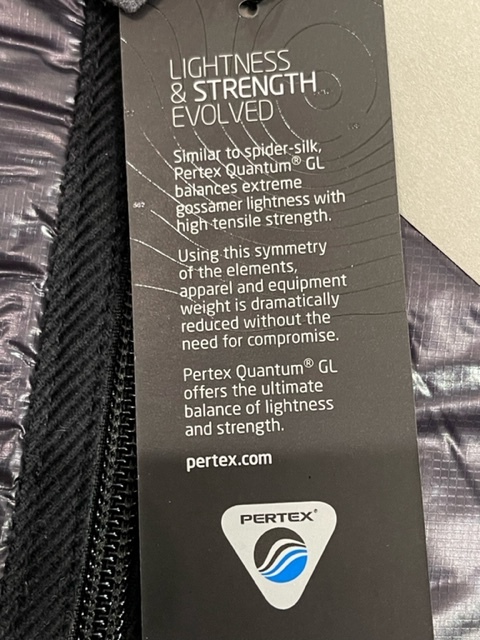 LIGHTNESS
& STRENGTH
EVOLVED
Similar to spider-silk,
Pertex Quantum® GL
balances extreme
gossamer lightness with
high tensile strength.
Using this symmetry
of the elements,
apparel and equipment
weight is dramatically
reduced without the
need for compromise.
Pertex Quantum® GL
offers the ultimate
balance of lightness
and strength.
pertex.com
PERTEX®